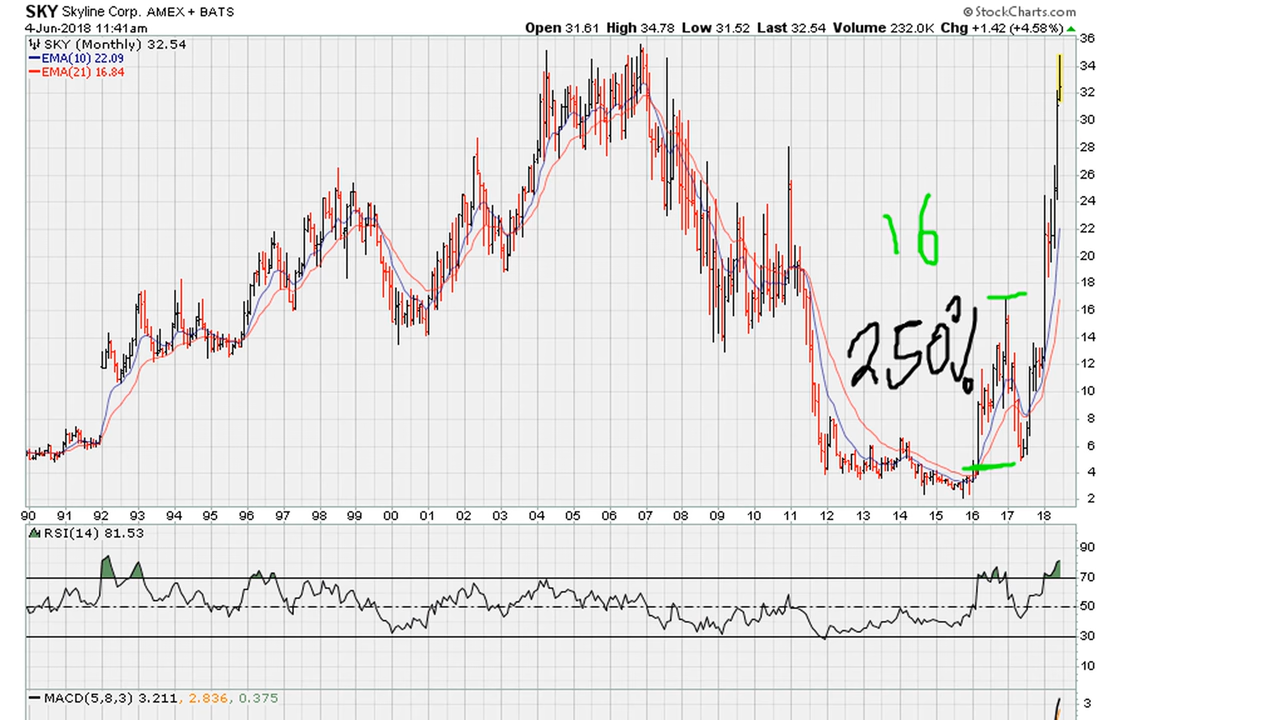 SKY Skyline Corp. AMEX + BATS
© StockCharts.com
4-Jun-2018 11:41am
Open 31.61 High 34.78 Low 31.52 Last 32.54 Volume 232.0K Chg +1.42 (+4.58%)
SKY (Monthly) 32.54
EMA(10) 22.09
EMA(21) 16.84
36
34
32
30
28
26
24
22
20
18
16
14
12
10
8
6
4
2
16
250%
90 91 92 93 94 95 96 97 98 99 00 01 02 03 04 05 06 07 08 09 10 11 12 13 14 15 16 17 18
RSI(14) 81.53
90
70
50
30
10
MACD(5,8,3) 3.211, 2.836, 0.375
3